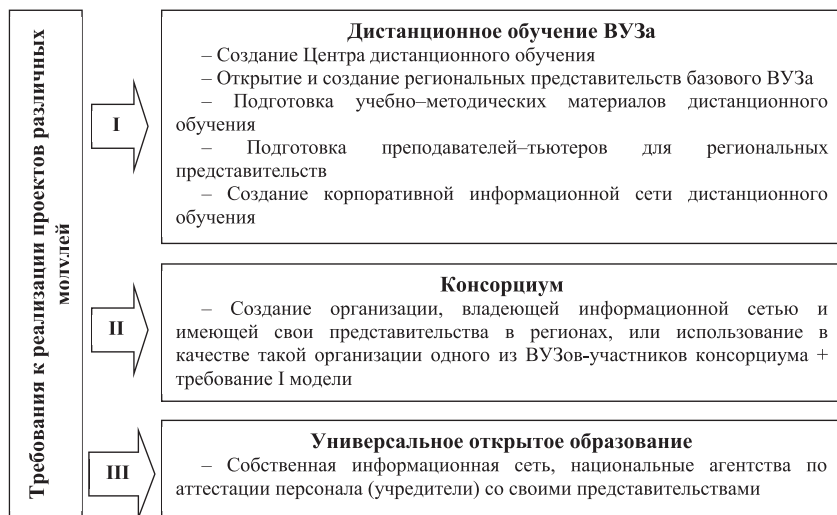 Требования к реализации проектов различных
модулей
I
Дистанционное обучение ВУЗа
– Создание Центра дистанционного обучения
– Открытие и создание региональных представительств базового ВУЗа
– Подготовка учебно–методических материалов дистанционного
обучения
– Подготовка преподавателей–тьютеров для региональных
представительств
– Создание корпоративной информационной сети дистанционного
обучения
II
Консорциум
– Создание организации, владеющей информационной сетью и
имеющей свои представительства в регионах, или использование в
качестве такой организации одного из ВУЗов-участников консорциума +
требование I модели
III
Универсальное открытое образование
– Собственная информационная сеть, национальные агентства по
аттестации персонала (учредители) со своими представительствами